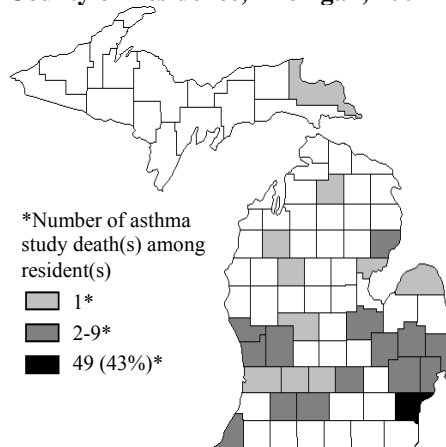 *Number of asthma
study death(s) among
resident(s)
1*
2-9*
49 (43%)*